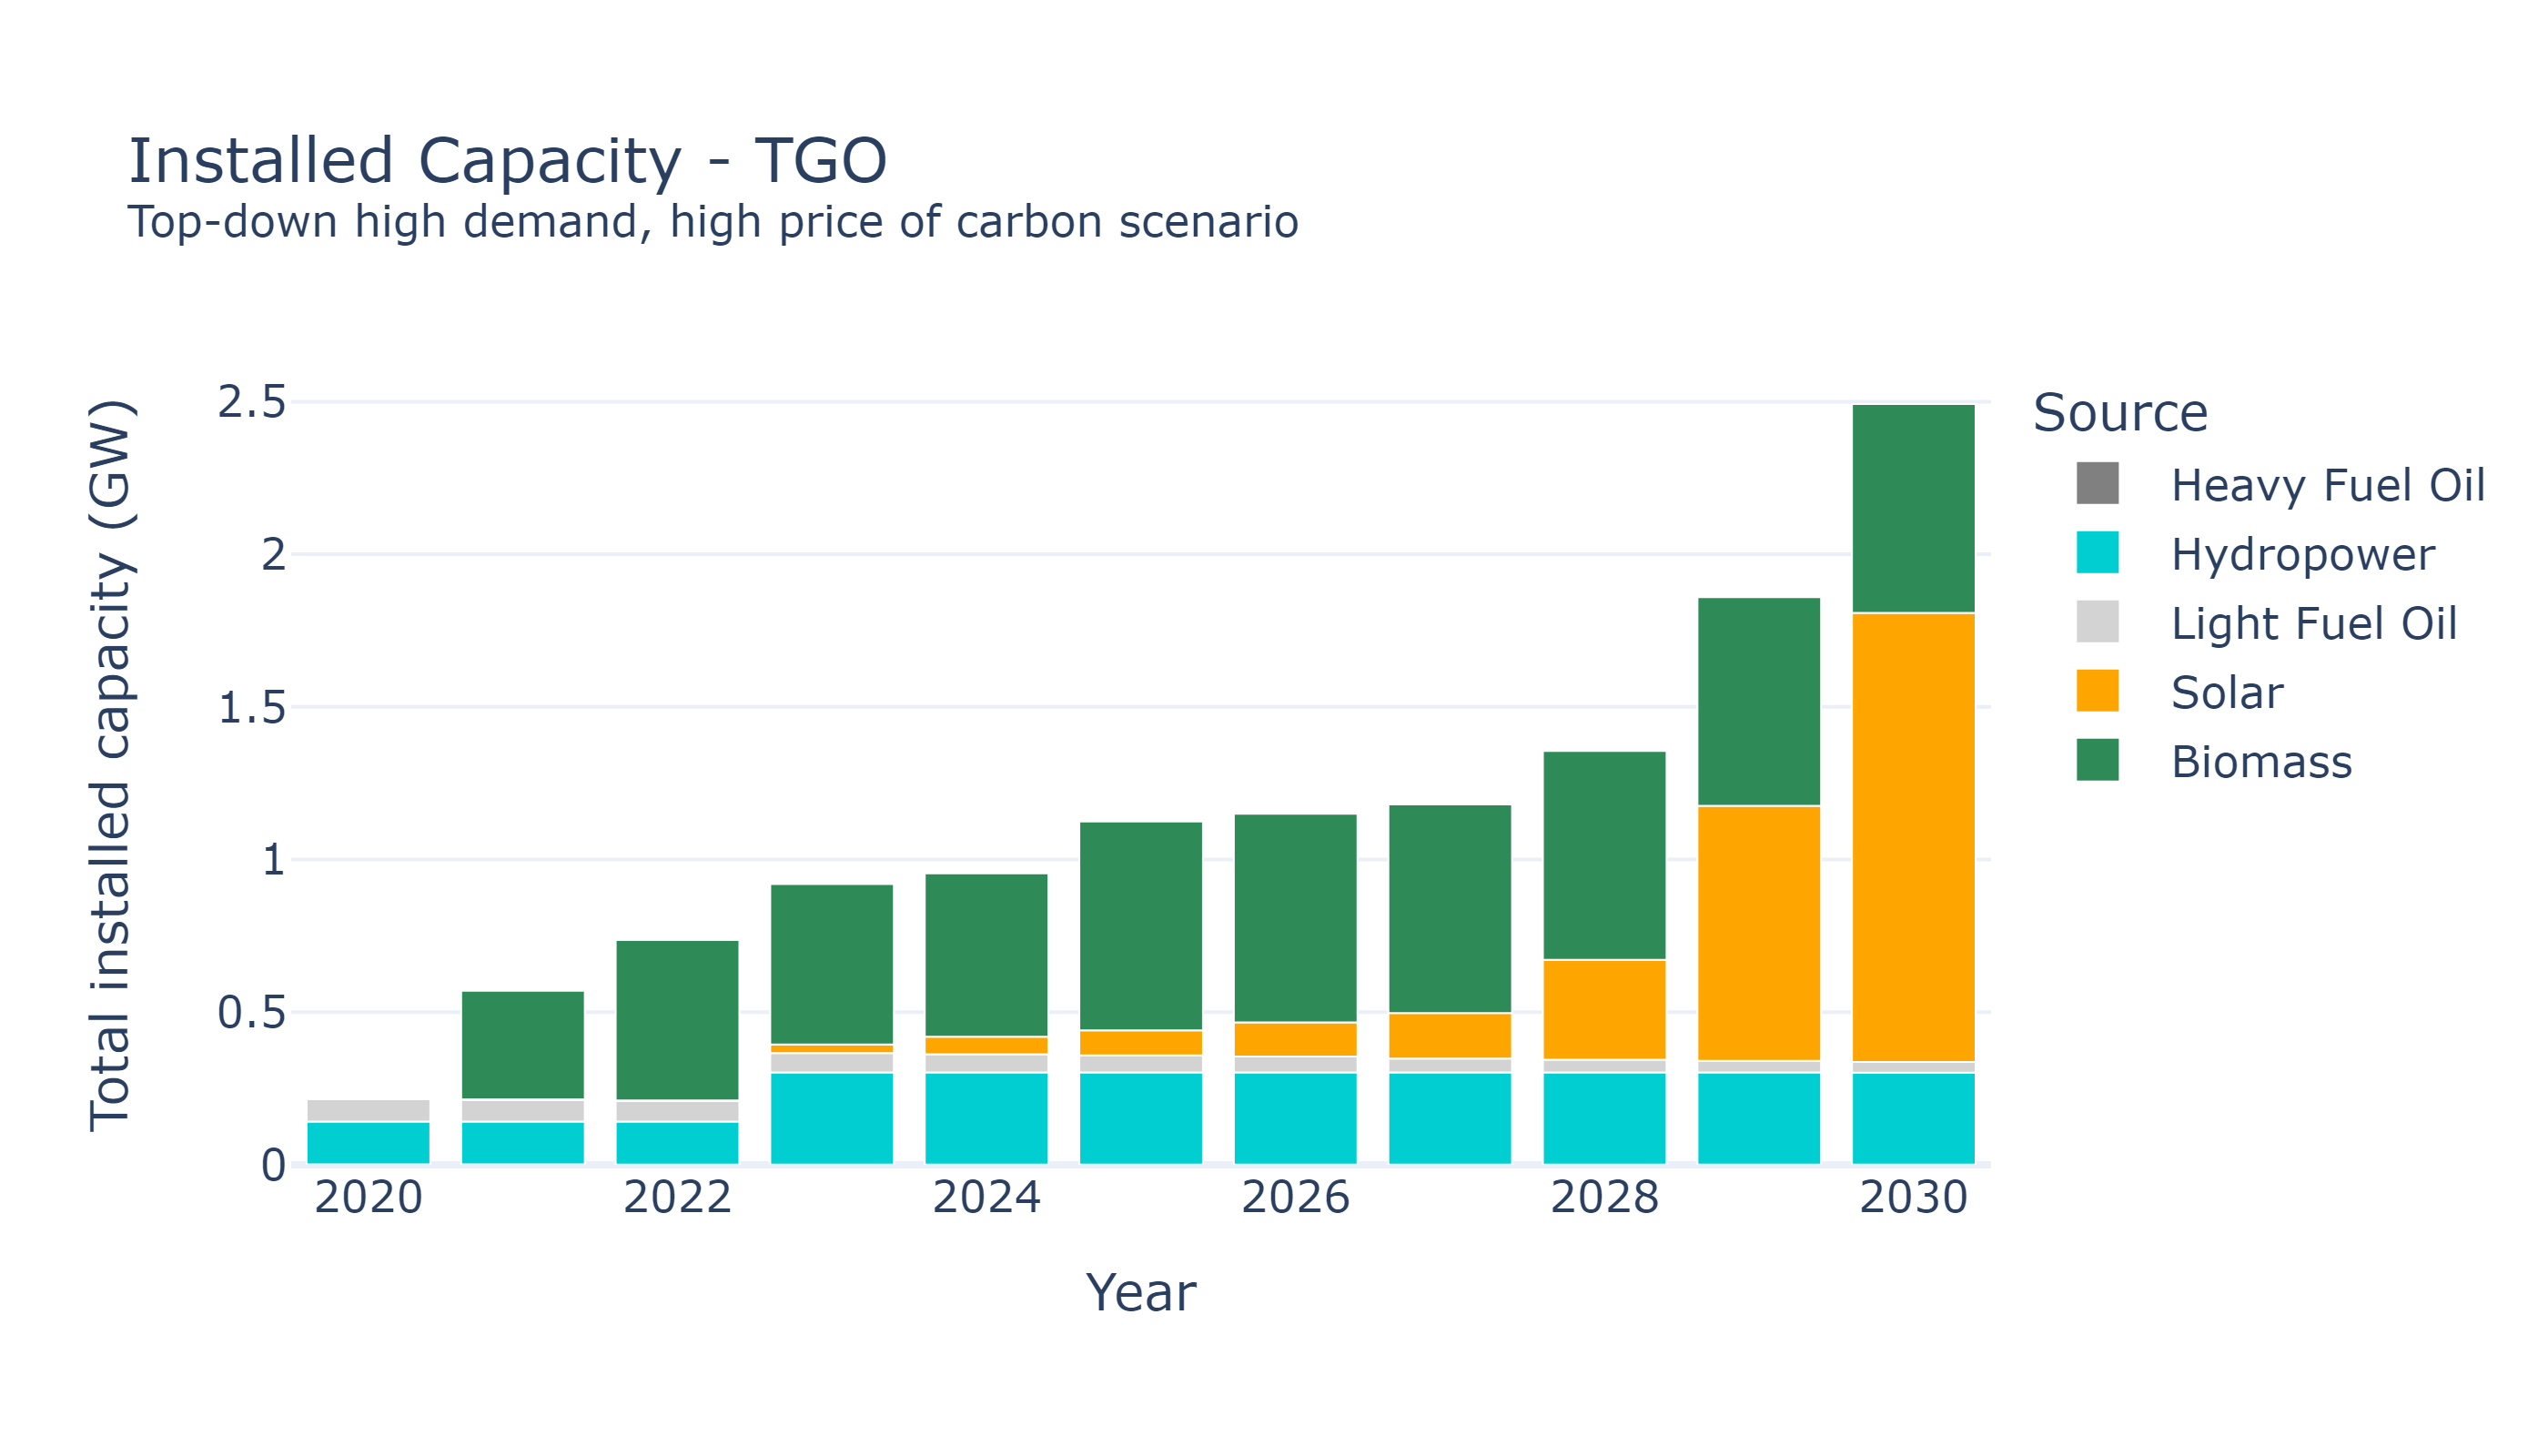 Installed Capacity - TGO
Top-down high demand, high price of carbon scenario
Total installed capacity (GW)
2.5
2
1.5
1
0.5
0
2020
2022
2024
2026
2028
2030
Year
Source
Heavy Fuel Oil
Hydropower
Light Fuel Oil
Solar
Biomass